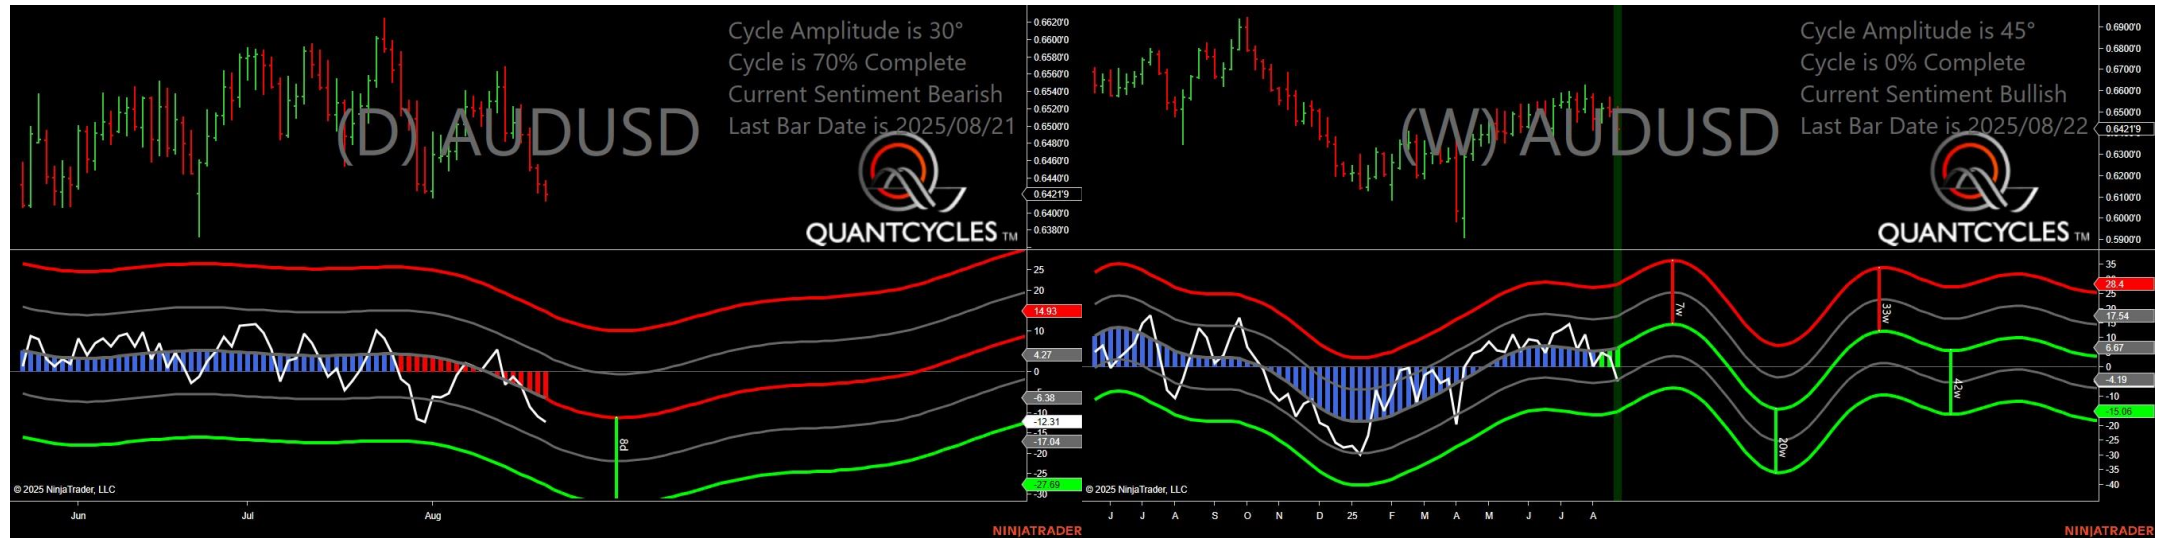 Cycle Amplitude is 30°
Cycle is 70% Complete
Current Sentiment Bearish
Last Bar Date is 2025/08/21
(D) AUDUSD
QUANTCYCLES TM
0.6620'0
0.6600'0
0.6580'0
0.6560'0
0.6540'0
0.6520'0
0.6500'0
0.6480'0
0.6460'0
0.6440'0
0.6421'9
0.6400'0
0.6380'0
25
20
14.93
10
4.27
0
-6.38
-10
-12.31
-15
-17.04
-20
-25
-27.69
-30
8d
© 2025 NinjaTrader, LLC
Jun Jul Aug
NINJATRADER
Cycle Amplitude is 45°
Cycle is 0% Complete
Current Sentiment Bullish
Last Bar Date is 2025/08/22
(W) AUDUSD
QUANTCYCLES TM
0.6900'0
0.6800'0
0.6700'0
0.6600'0
0.6500'0
0.6421'9
0.6300'0
0.6200'0
0.6100'0
0.6000'0
0.5900'0
35
28.4
25
17.54
15
10
6.67
0
-4.19
-10
-15.06
-20
-25
-30
-35
-40
7w
20w
33w
42w
© 2025 NinjaTrader, LLC
J J A S O N D 25 F M A M J J A
NINJATRADER